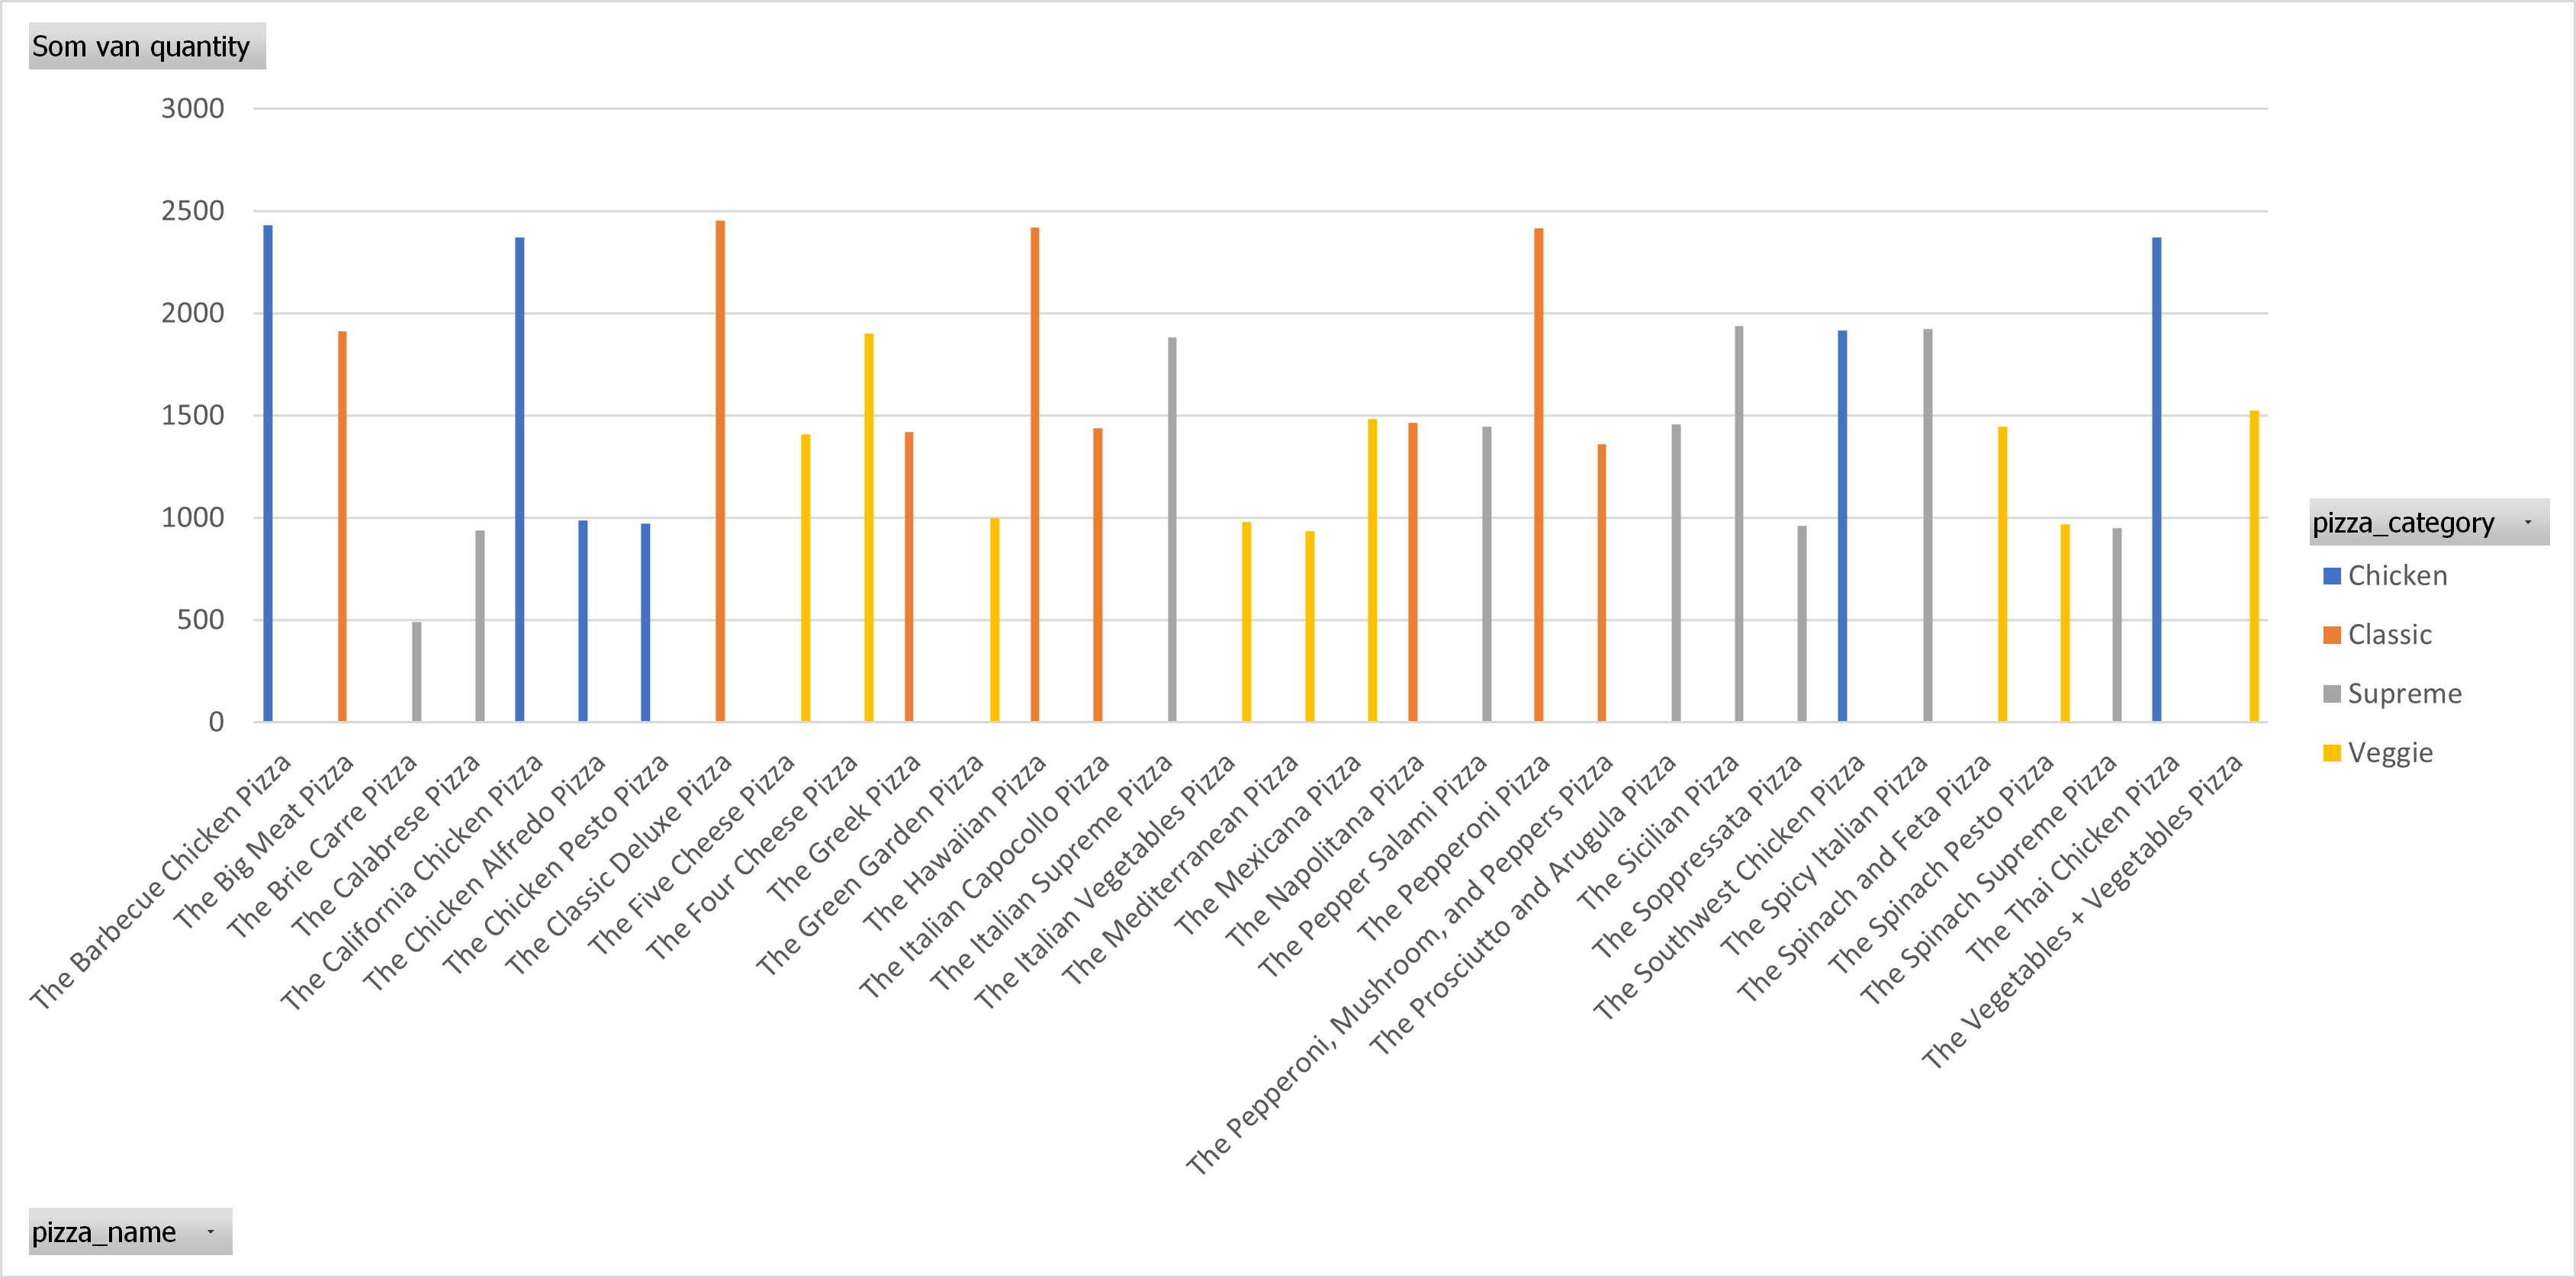 Som van quantity
3000
2500
2000
1500
1000
500
0
The Barbecue Chicken Pizza
The Big Meat Pizza
The Brie Carre Pizza
The Calabrese Pizza
The California Chicken Pizza
The Chicken Alfredo Pizza
The Chicken Pesto Pizza
The Classic Deluxe Pizza
The Five Cheese Pizza
The Four Cheese Pizza
The Greek Pizza
The Green Garden Pizza
The Hawaiian Pizza
The Italian Capocollo Pizza
The Italian Supreme Pizza
The Italian Vegetables Pizza
The Mediterranean Pizza
The Mexicana Pizza
The Napolitana Pizza
The Pepper Salami Pizza
The Pepperoni Pizza
The Pepperoni, Mushroom, and Peppers Pizza
The Prosciutto and Arugula Pizza
The Sicilian Pizza
The Soppressata Pizza
The Southwest Chicken Pizza
The Spicy Italian Pizza
The Spinach and Feta Pizza
The Spinach Pesto Pizza
The Spinach Supreme Pizza
The Thai Chicken Pizza
The Vegetables + Vegetables Pizza
pizza_category
Chicken
Classic
Supreme
Veggie
pizza_name